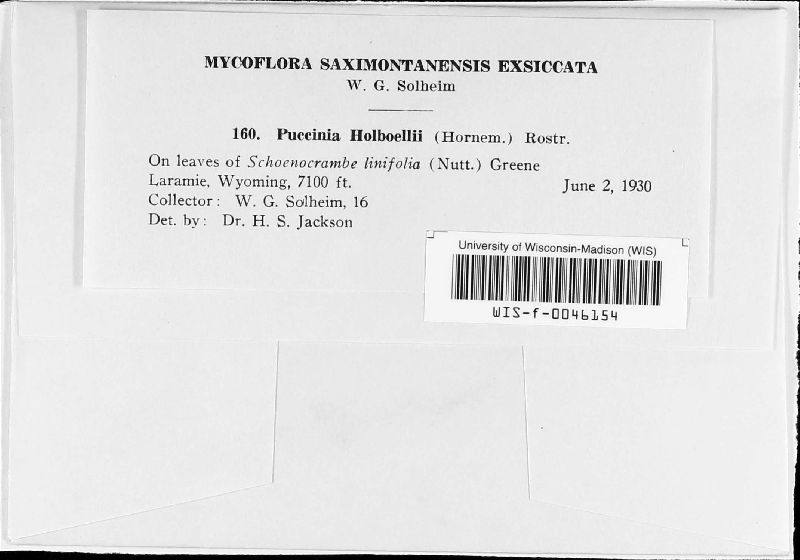 MYCOFLORA SAXIMONTANENSIS EXSICCATA
W. G. Solheim
160. Puccinia Holboellii (Hornem.) Rostr.
On leaves of Schoenocrambe linifolia (Nutt.) Greene
Laramie, Wyoming, 7100 ft. June 2, 1930
Collector: W. G. Solheim, 16
Det. by: Dr. H. S. Jackson
University of Wisconsin-Madison (WIS)
WIS-f-0046154